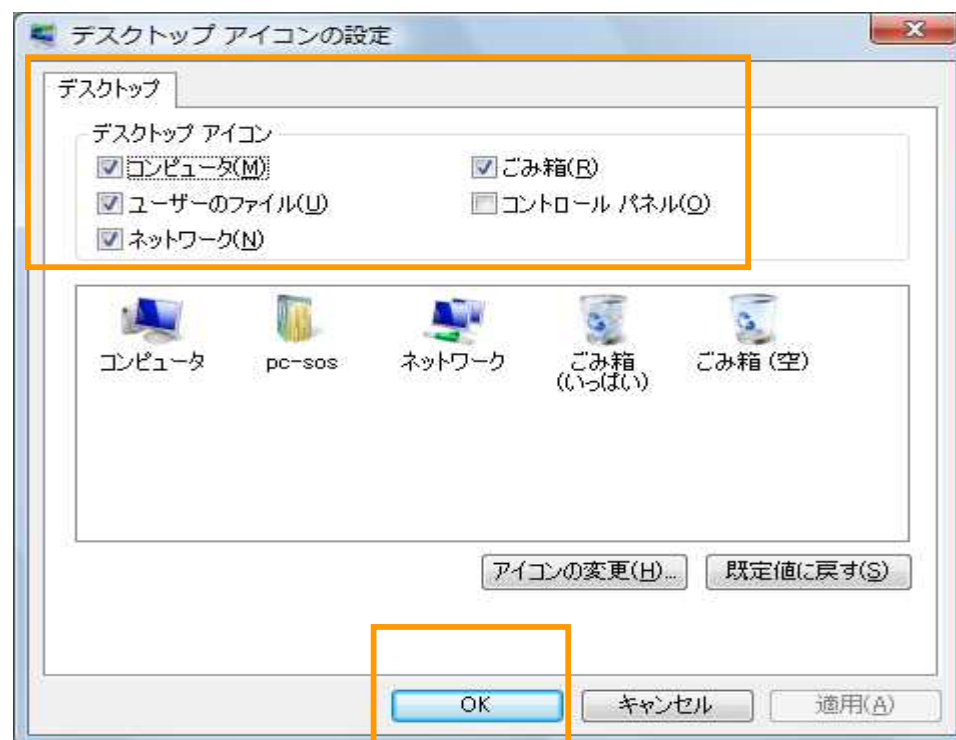 デスクトップ アイコンの設定
デスクトップ
デスクトップ アイコン
コンピュータ(M) ごみ箱(R)
ユーザーのファイル(U) コントロール パネル(O)
ネットワーク(N)
コンピュータ pc-sos ネットワーク ごみ箱 ごみ箱 (空)
(いっぱい)
アイコンの変更(H)... 既定値に戻す(S)
OK キャンセル 適用(A)